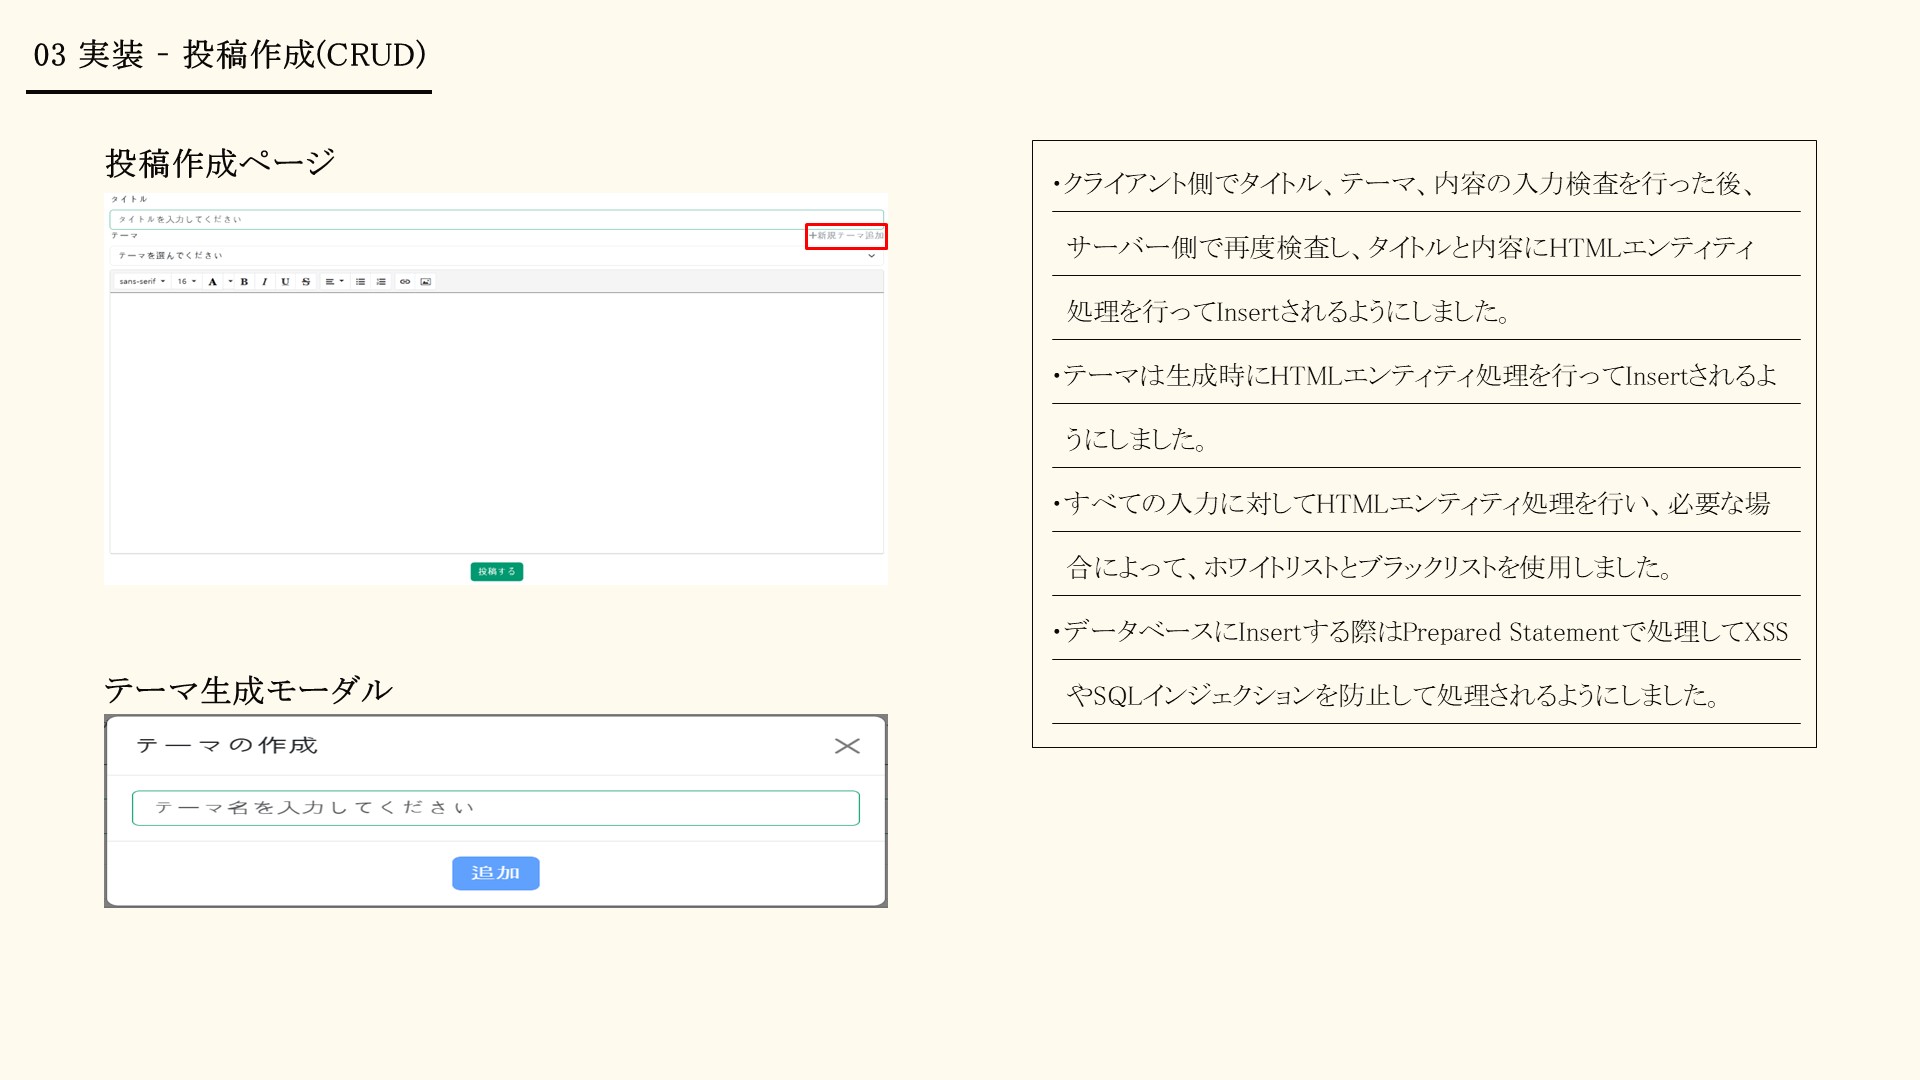 03 実装 - 投稿作成(CRUD)
投稿作成ページ
タイトル
タイトルを入力してください
テーマ
+新規テーマ追加
テーマを選んでください
sans-serif 16 A B I U S
投稿する
テーマ生成モーダル
テーマの作成
テーマ名を入力してください
追加
・クライアント側でタイトル、テーマ、内容の入力検査を行った後、
サーバー側で再度検査し、タイトルと内容にHTMLエンティティ
処理を行ってInsertされるようにしました。
・テーマは生成時にHTMLエンティティ処理を行ってInsertされるよ
うにしました。
・すべての入力に対してHTMLエンティティ処理を行い、必要な場
合によって、ホワイトリストとブラックリストを使用しました。
・データベースにInsertする際はPrepared Statementで処理してXSS
やSQLインジェクションを防止して処理されるようにしました。